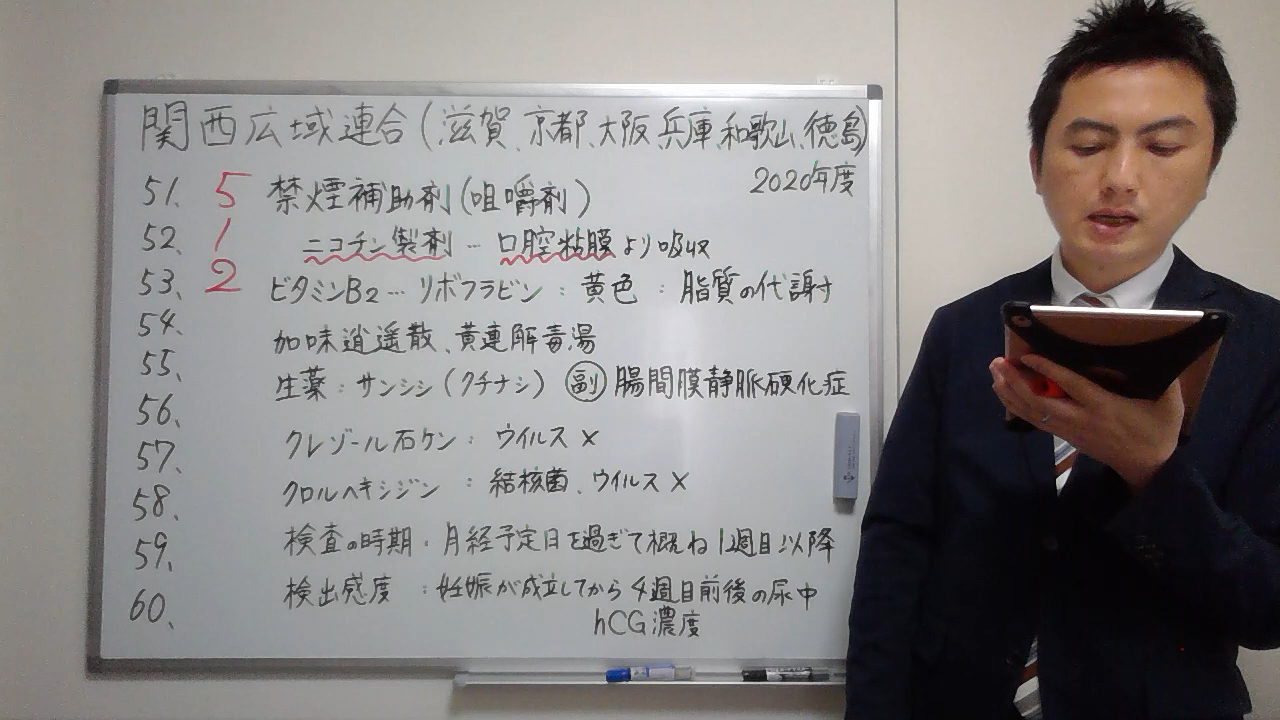 関西広域連合(滋賀、京都、大阪、兵庫、和歌山、徳島)
2020年度
51、 5 禁煙補助剤(咀嚼剤)
52、 1 ニコチン製剤…口腔粘膜より吸収
53、 2 ビタミンB2…リボフラビン:黄色:脂質の代謝
54、 加味逍遥散、黄連解毒湯
55、 生薬:サンシシ(クチナシ) 副 腸間膜静脈硬化症
56、 クレゾール石ケン:ウイルス×
57、
58、 クロルヘキシジン:結核菌、ウイルス×
59、 検査の時期・月経予定日を過ぎて概ね1週目以降
60、 検出感度:妊娠が成立してから4週目前後の尿中
hCG濃度